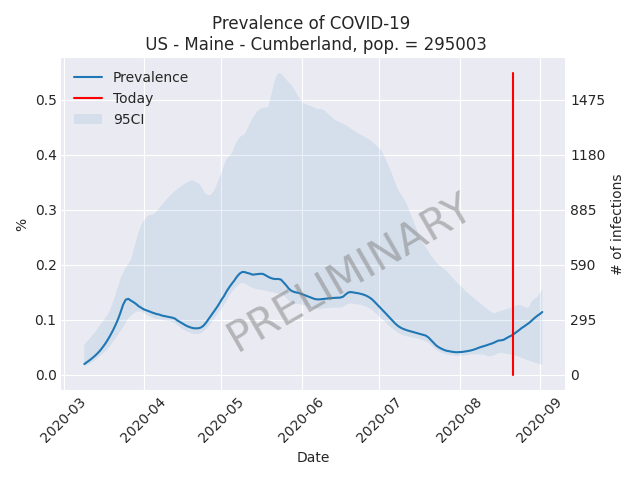 Prevalence of COVID-19
US - Maine - Cumberland, pop. = 295003
Prevalence
Today
95CI
0.5
0.4
0.3
0.2
0.1
0.0
%
1475
1180
885
590
295
0
# of infections
PRELIMINARY
2020-03
2020-04
2020-05
2020-06
2020-07
2020-08
2020-09
Date